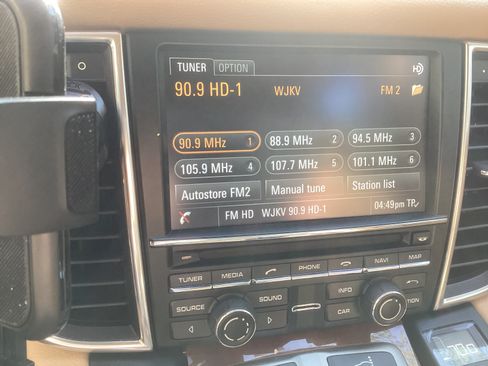 TUNER OPTION HD
90.9 HD-1 WJKV FM 2
90.9 MHz 1 88.9 MHz 2 94.5 MHz 3
105.9 MHz 4 107.7 MHz 5 101.1 MHz 6
Autostore FM2 Manual tune Station list
FM HD WJKV 90.9 HD-1 04:49pm TP
TUNER MEDIA PHONE NAVI MAP
SOURCE SOUND INFO
CAR